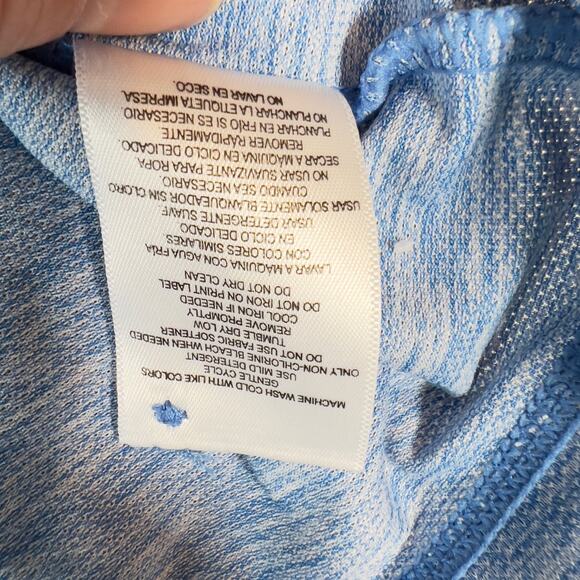 MACHINE WASH COLD WITH LIKE COLORS
GENTLE CYCLE
USE MILD DETERGENT
ONLY NON-CHLORINE BLEACH WHEN NEEDED
DO NOT USE FABRIC SOFTENER
TUMBLE DRY LOW
REMOVE PROMPTLY
COOL IRON IF NEEDED
DO NOT IRON ON PRINT LABEL
DO NOT DRY CLEAN
LAVAR A MAQUINA CON AGUA FRÍA
CON COLORES SIMILARES
EN CICLO DELICADO
USAR DETERGENTE SUAVE
USAR SOLAMENTE BLANQUEADOR SIN CLORO
CUANDO SEA NECESARIO
NO USAR SUAVIZANTE PARA ROPA.
SECAR A MÁQUINA EN CICLO DELICADO.
REMOVER RÁPIDAMENTE.
PLANCHAR EN FRÍO SI ES NECESARIO
NO PLANCHAR LA ETIQUETA IMPRESA.
NO LAVAR EN SECO.